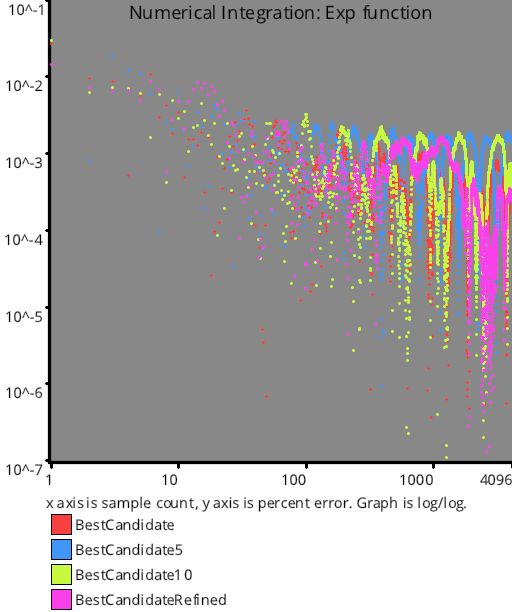 Numerical Integration: Exp function
10^-1
10^-2
10^-3
10^-4
10^-5
10^-6
10^-7
1 10 100 1000 4096
x axis is sample count, y axis is percent error. Graph is log/log.
BestCandidate
BestCandidate5
BestCandidate10
BestCandidateRefined